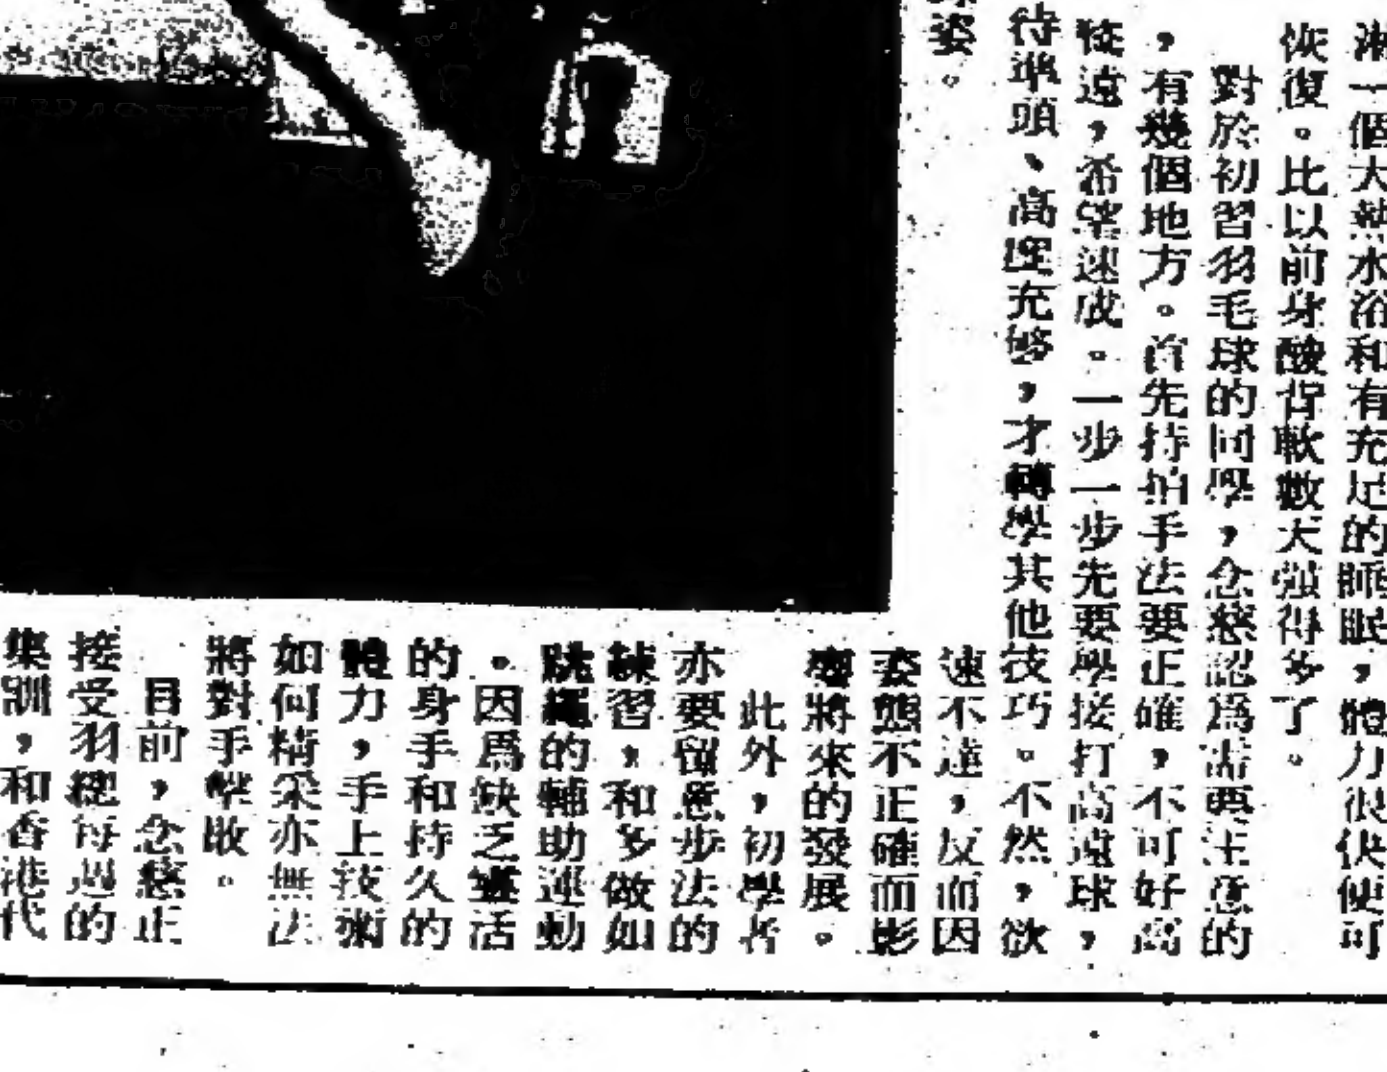 淋一個大熱水浴和有充足的睡眠，體力很快便可
恢復。比以前身酸背軟數大强得多了。
對於初習羽毛球的同學，念慈認爲需要注意的
，有幾個地方。首先持拍手法要正確，不可好高
騖遠，希望速成。一步一步先要學接打高遠球，
待準頭、高度充够，才轉學其他技巧。不然，欲
姿。
速不達，反而因
姿態不正確而影
響將來的發展。
此外，初學者
亦要留意步法的
練習，和多做如
跳繩的輔助運動
。因爲缺乏靈活
的身手和持久的
體力，手上技術
如何精采亦無法
將對手擊敗。
目前，念慈正
接受羽總每週的
集訓，和香港代